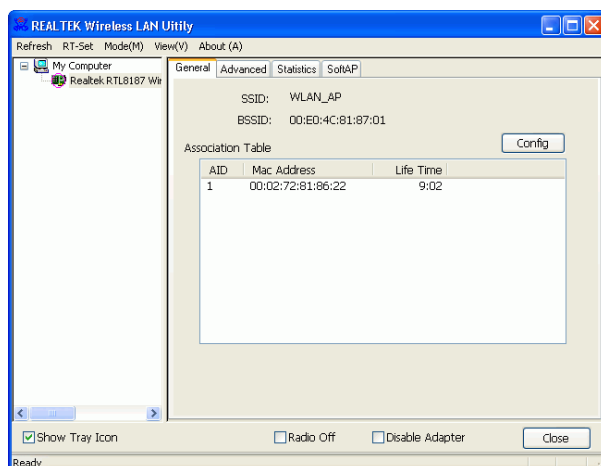 REALTEK Wireless LAN Uitily
Refresh RT-Set Mode(M) View(V) About (A)
My Computer
Realtek RTL8187 Wir
General Advanced Statistics SoftAP
SSID: WLAN_AP
BSSID: 00:E0:4C:81:87:01
Association Table
Config
AID Mac Address Life Time
1 00:02:72:81:86:22 9:02
Show Tray Icon
Radio Off
Disable Adapter
Close
Ready